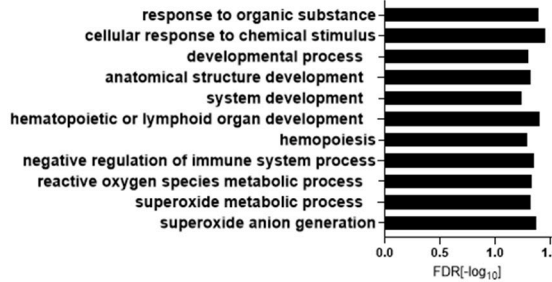 response to organic substance
cellular response to chemical stimulus
developmental process
anatomical structure development
system development
hematopoietic or lymphoid organ development
hemopoiesis
negative regulation of immune system process
reactive oxygen species metabolic process
superoxide metabolic process
superoxide anion generation
0.0 0.5 1.0 1.
FDR[-log10]